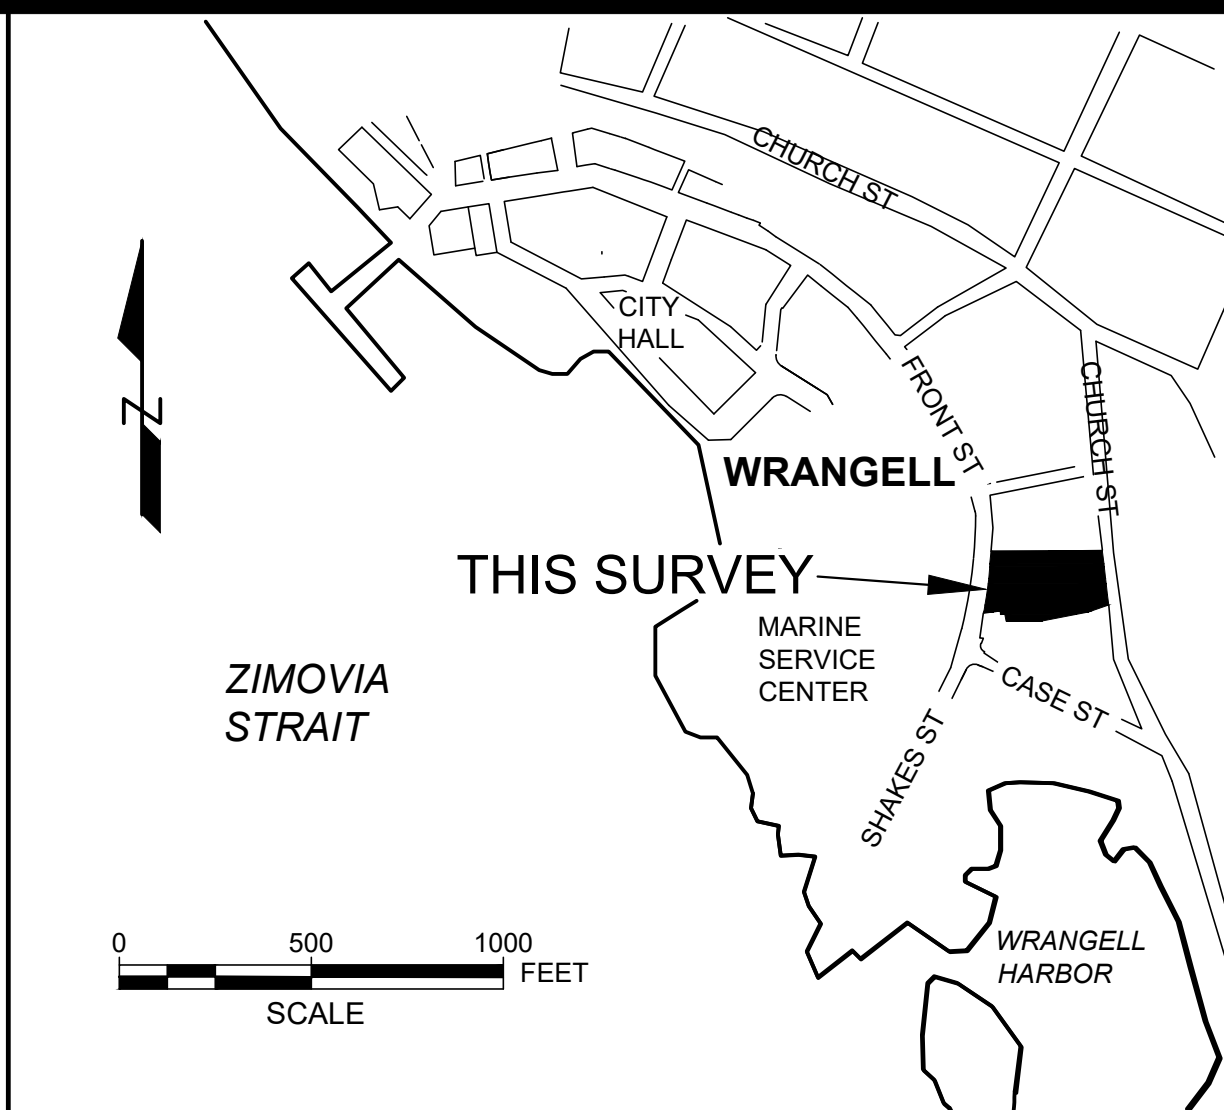 CHURCH ST
CITY
HALL
FRONT ST
CHURCH ST
WRANGELL
THIS SURVEY
MARINE
SERVICE
CENTER
ZIMOVIA
STRAIT
CASE ST
SHAKES ST
N
WRANGELL
HARBOR
0 500 1000
FEET
SCALE